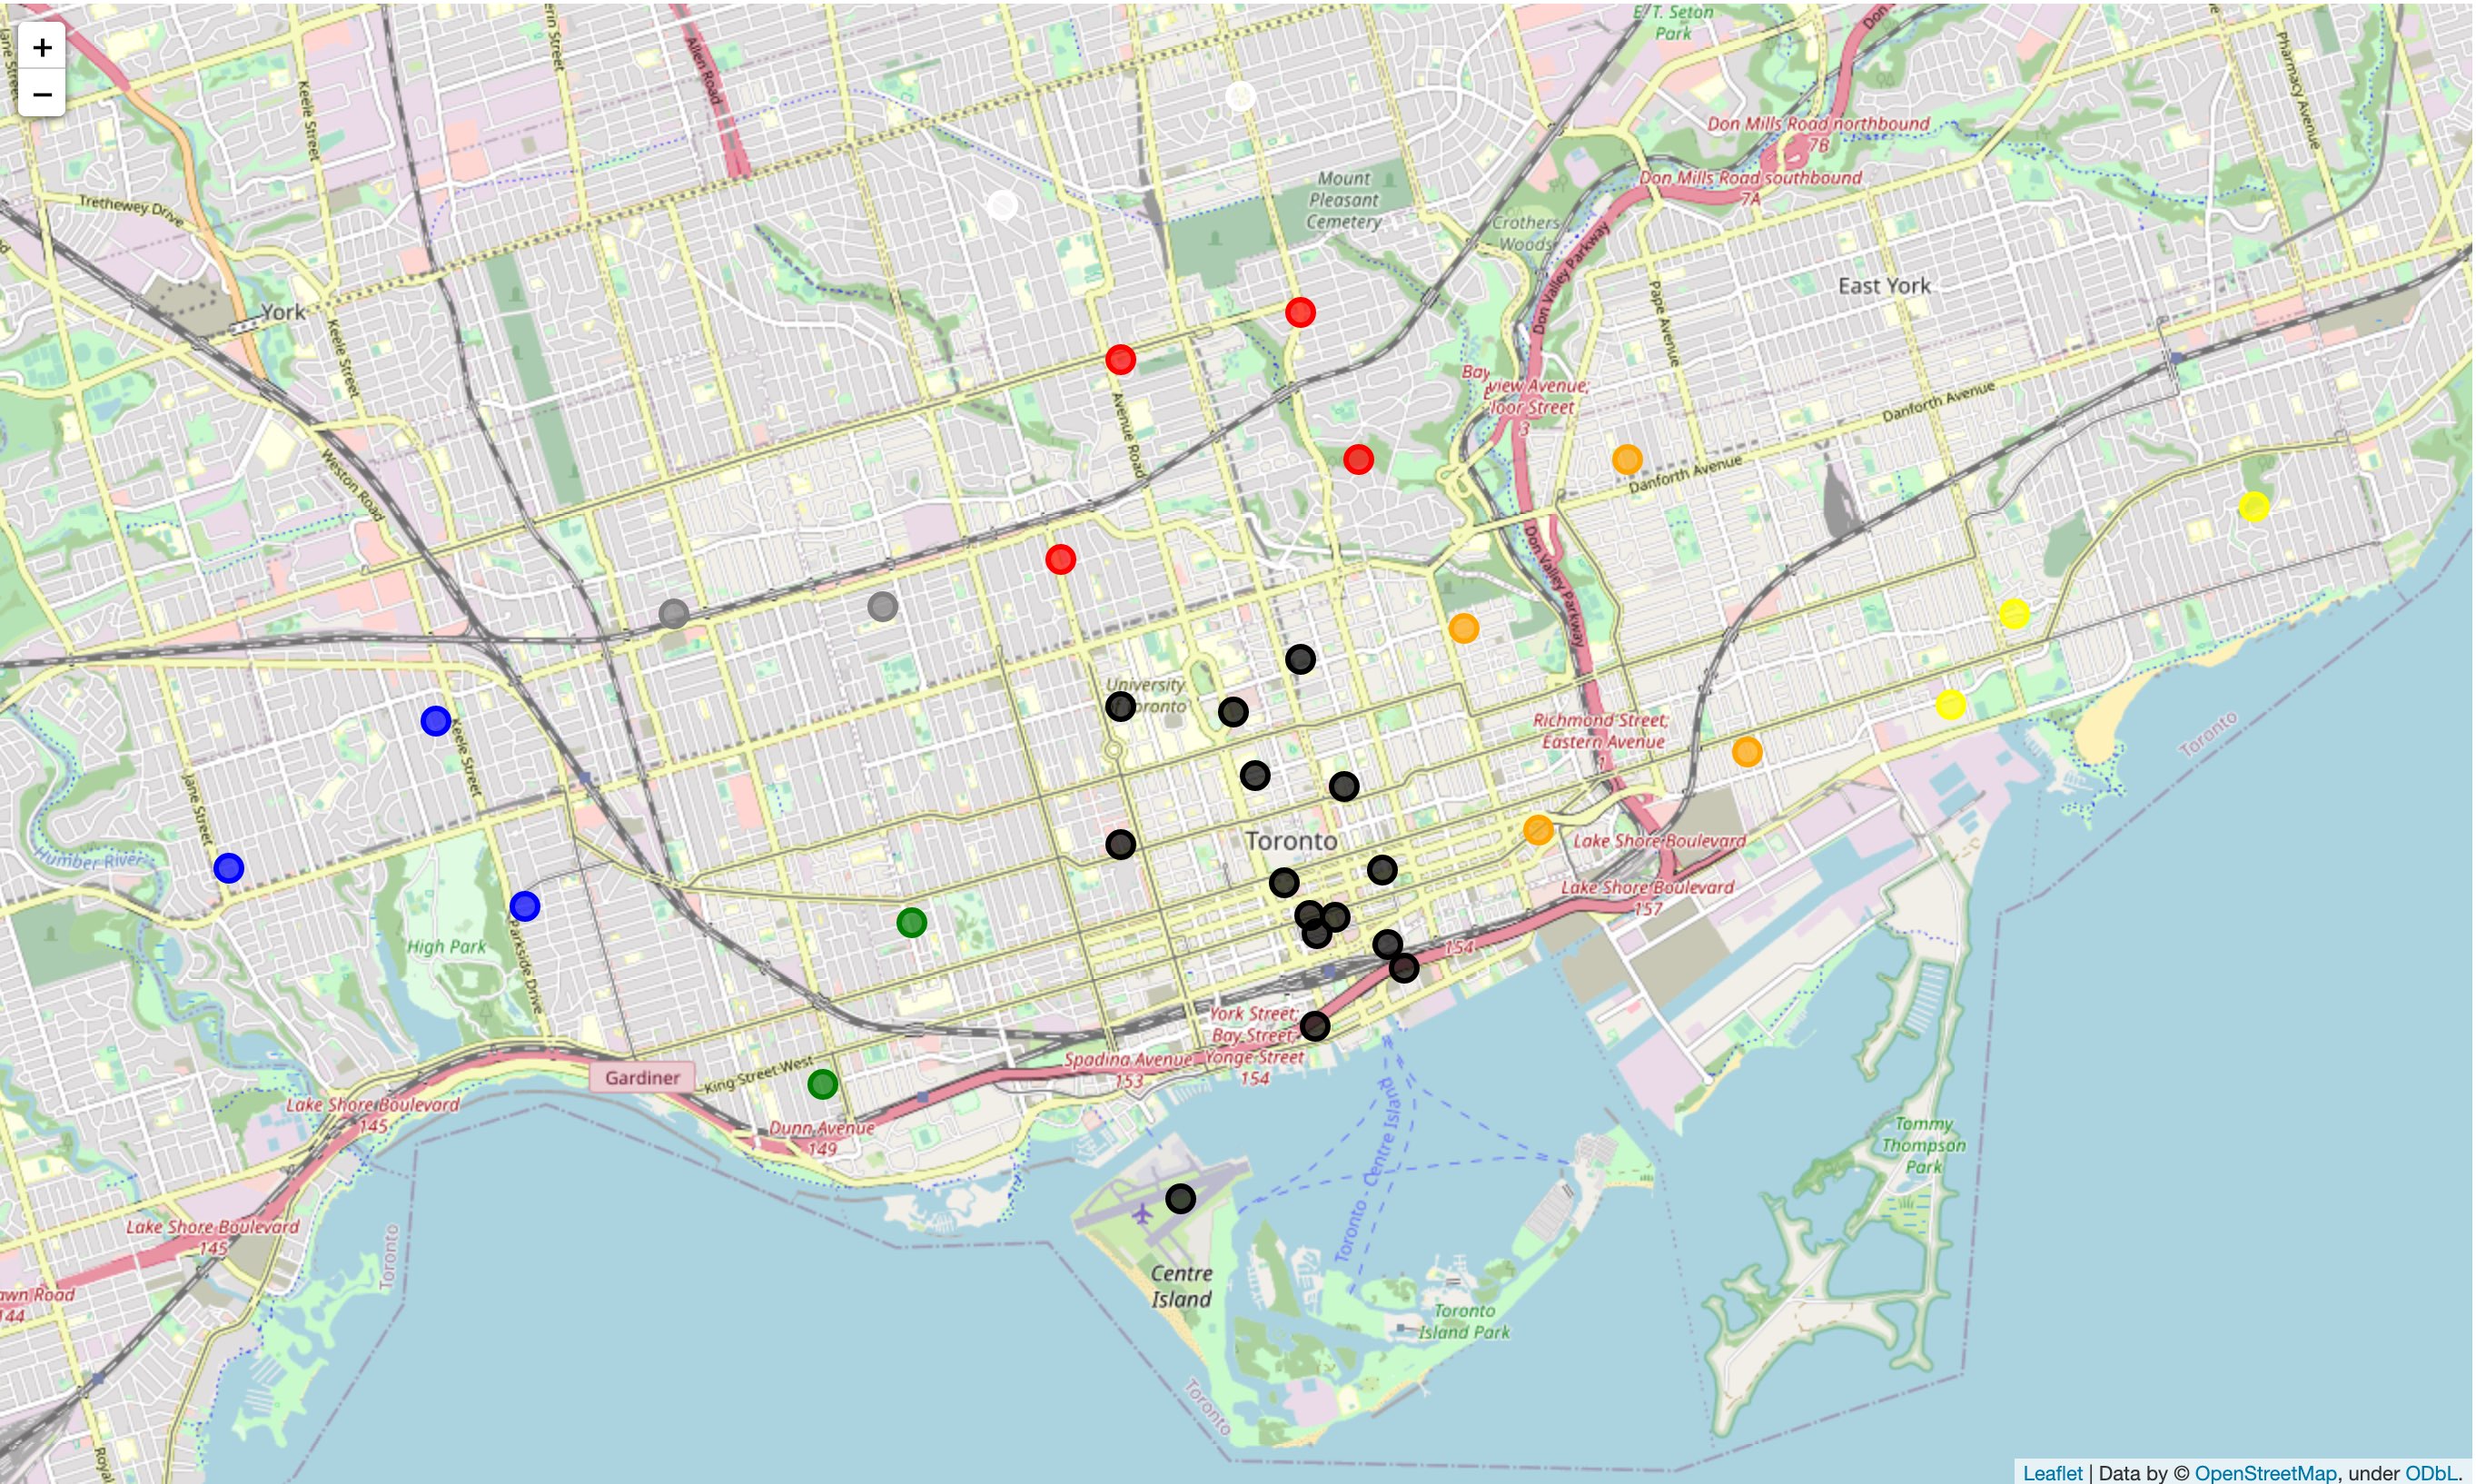 +
−
Jane Street
Keele Street
erin Street
Allen Road
E. T. Seton
Park
Don
Pharmacy Avenue
Don Mills Road northbound
7B
Don Mills Road southbound
7A
Mount
Pleasant
Cemetery
Crothers
Woods
Trethewey Drive
York
Keele Street
Don Valley Parkway
Pape Avenue
East York
Bay
view Avenue;
loor Street
3
Avenue Road
Danforth Avenue
Danforth Avenue
Weston Road
Don Valley Parkway
University
Toronto
Richmond Street;
Eastern Avenue
1
Toronto
Keele Street
Jane Street
Humber River
Toronto
Lake Shore Boulevard
Lake Shore Boulevard
157
High Park
Parkside Drive
154
York Street;
Bay Street;
Yonge Street
154
Spadina Avenue
153
Gardiner
King Street West
Lake Shore Boulevard
145
Dunn Avenue
149
Toronto - Centre Island
Tommy
Thompson
Park
Lake Shore Boulevard
145
Toronto
Centre
Island
awn Road
144
Toronto
Island Park
Toronto
Royal
Leaflet | Data by © OpenStreetMap, under ODbL.